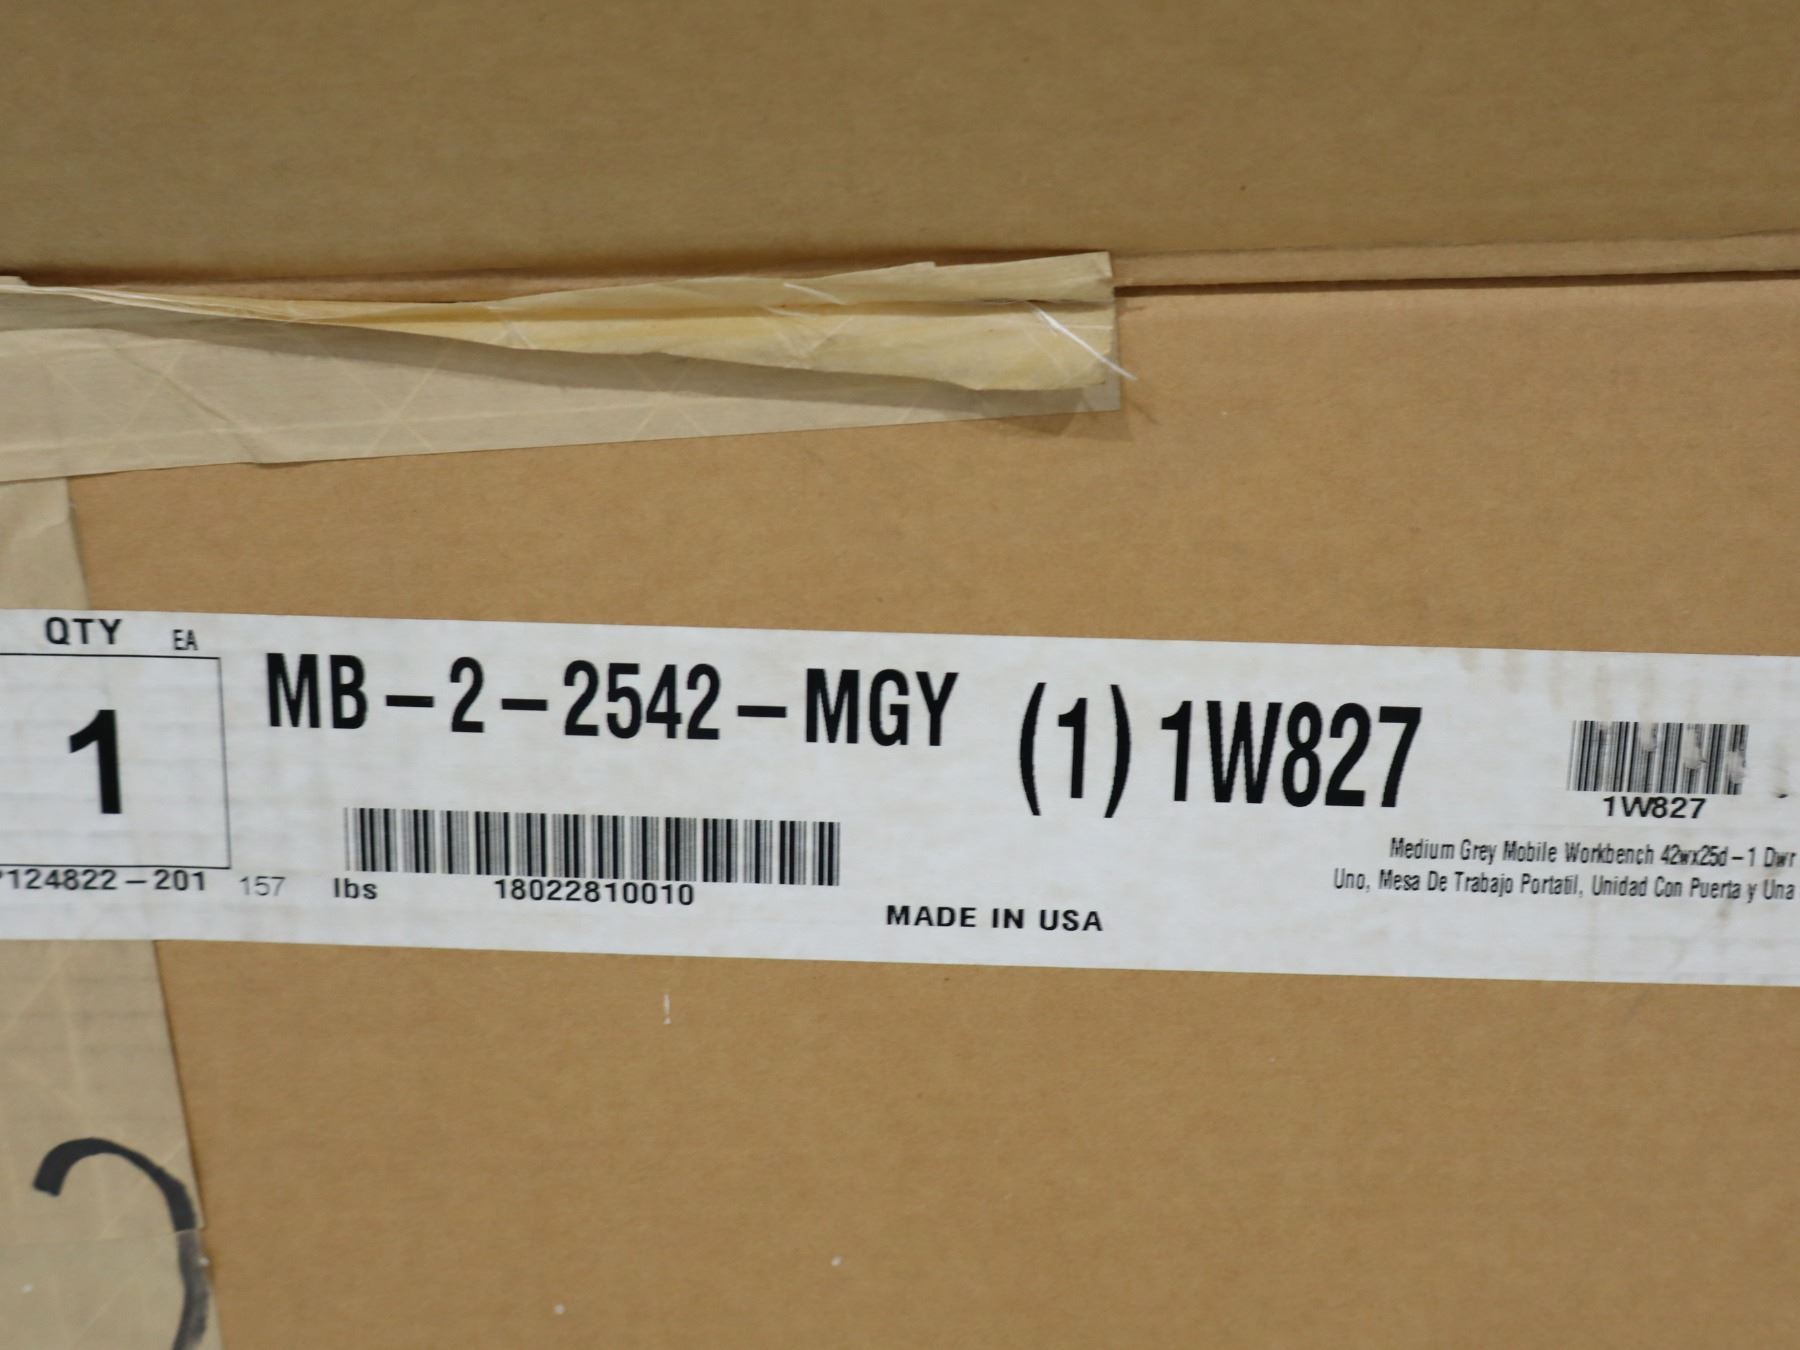 QTY EA
1
MB-2-2542-MGY (1) 1W827
1W827
Medium Grey Mobile Workbench 42wx25d-1 Dwr
Uno, Mesa De Trabajo Portatil, Unidad Con Puerta y Una
124822-201 157 lbs 18022810010
MADE IN USA